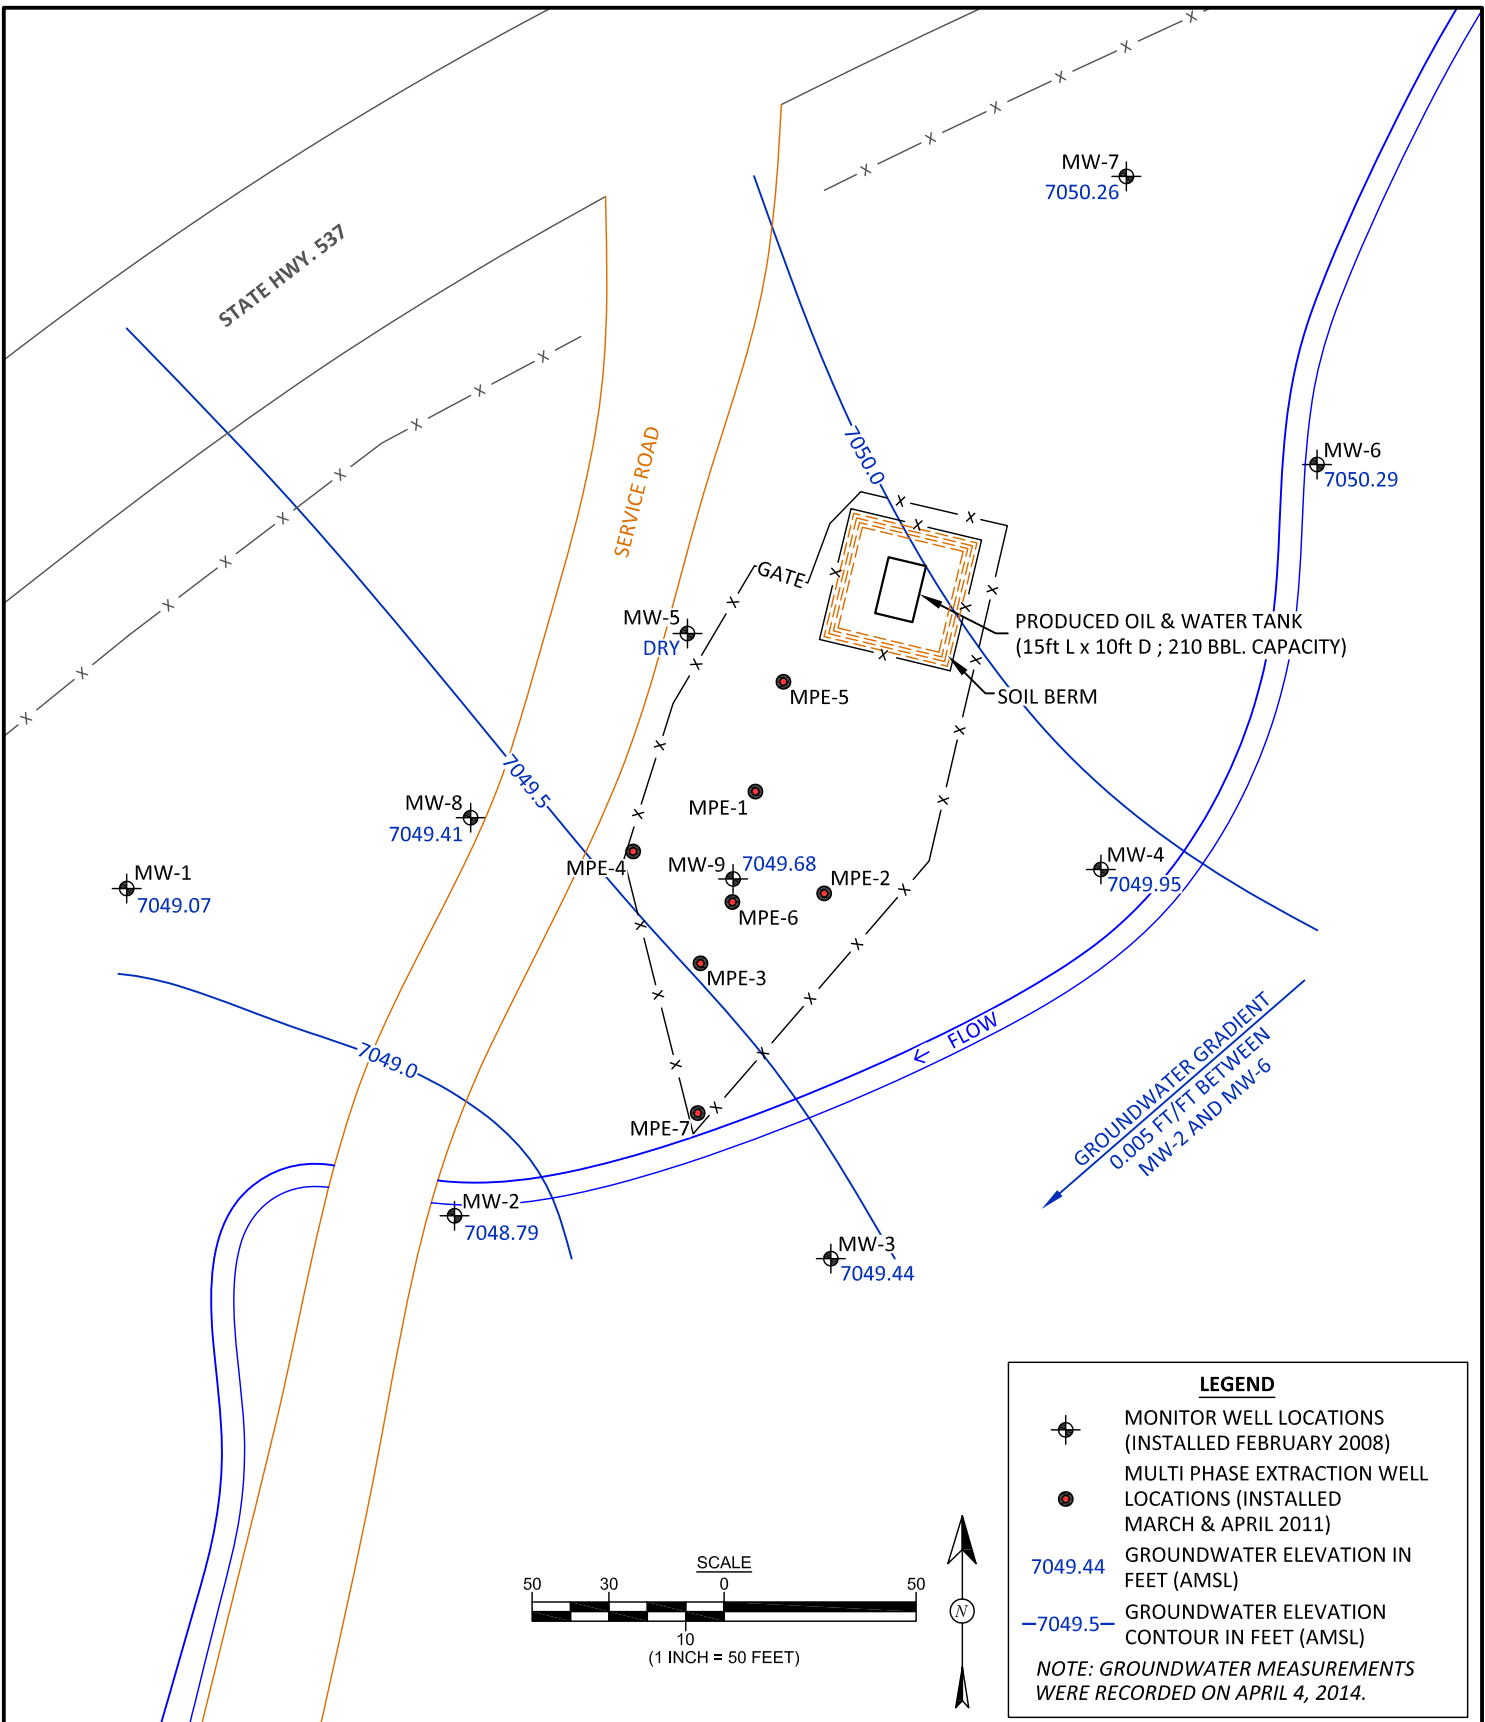 STATE HWY. 537
SERVICE ROAD
MW-7
7050.26
MW-6
7050.29
7050.0
GATE
MW-5
DRY
PRODUCED OIL & WATER TANK
(15ft L x 10ft D ; 210 BBL. CAPACITY)
SOIL BERM
MPE-5
7049.5
MPE-1
MW-8
7049.41
MPE-4
MW-9
7049.68
MPE-2
MPE-6
MW-4
7049.95
MW-1
7049.07
MPE-3
7049.0
FLOW
GROUNDWATER GRADIENT
0.005 FT/FT BETWEEN
MW-2 AND MW-6
MPE-7
MW-2
7048.79
MW-3
7049.44
LEGEND
MONITOR WELL LOCATIONS
(INSTALLED FEBRUARY 2008)
MULTI PHASE EXTRACTION WELL
LOCATIONS (INSTALLED
MARCH & APRIL 2011)
7049.44
GROUNDWATER ELEVATION IN
FEET (AMSL)
7049.5
GROUNDWATER ELEVATION
CONTOUR IN FEET (AMSL)
NOTE: GROUNDWATER MEASUREMENTS
WERE RECORDED ON APRIL 4, 2014.
SCALE
50 30 0 50
10
(1 INCH = 50 FEET)
N